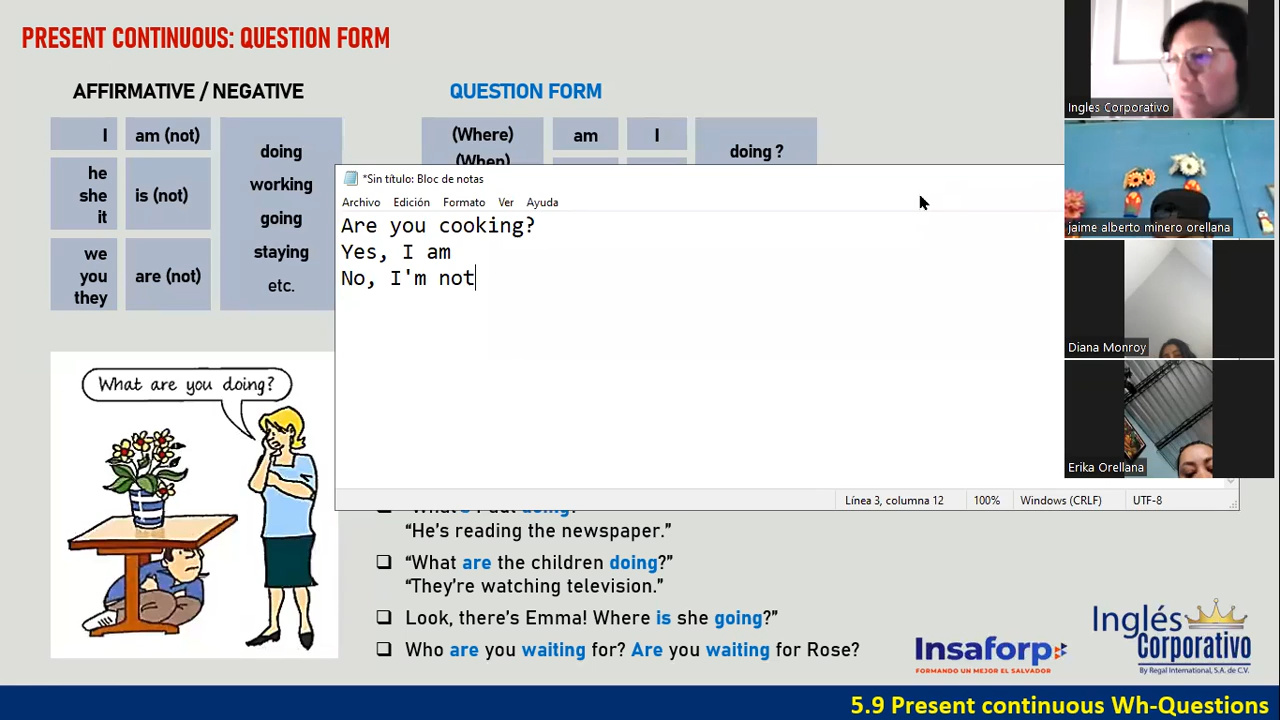 PRESENT CONTINUOUS: QUESTION FORM
AFFIRMATIVE / NEGATIVE
I
am (not)
he
she
it
is (not)
we
you
they
are (not)
doing
working
going
staying
etc.
QUESTION FORM
(Where)
(When)
am
I
doing ?
*Sin título: Bloc de notas
Archivo Edición Formato Ver Ayuda
Are you cooking?
Yes, I am
No, I'm not
Línea 3, columna 12 100% Windows (CRLF) UTF-8
What are you doing?
“He's reading the newspaper.”
“What are the children doing?”
“They're watching television.”
Look, there's Emma! Where is she going?”
Who are you waiting for? Are you waiting for Rose?
Insaforp
FORMANDO UN MEJOR EL SALVADOR
Inglés
Corporativo
By Regal International, S.A. de C.V.
5.9 Present continuous Wh-Questions
Ingles Corporativo
jaime alberto minero orellana
Diana Monroy
Erika Orellana